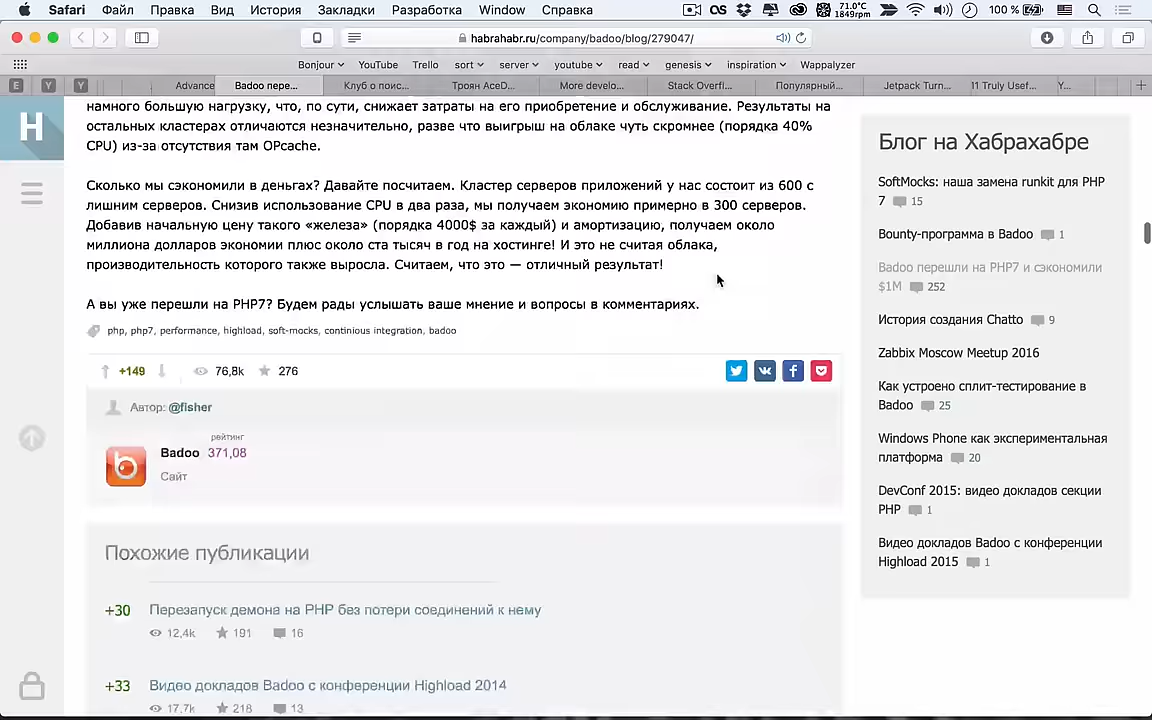 Safari Файл Правка Вид История Закладки Разработка Window Справка 71.0°C 1849rpm 100 %
habrahabr.ru/company/badoo/blog/279047/
Bonjour YouTube Trello sort server youtube read genesis inspiration Wappalyzer
E Y Y Advance Badoo пере... Клуб о поис... Троян AceD... More develo... Stack Overfl... Популярный... Jetpack Turn... 11 Truly Usef... Y...
H
намного большую нагрузку, что, по сути, снижает затраты на его приобретение и обслуживание. Результаты на
остальных кластерах отличаются незначительно, разве что выигрыш на облаке чуть скромнее (порядка 40%
CPU) из-за отсутствия там OPcache.
Сколько мы сэкономили в деньгах? Давайте посчитаем. Кластер серверов приложений у нас состоит из 600 с
лишним серверов. Снизив использование CPU в два раза, мы получаем экономию примерно в 300 серверов.
Добавив начальную цену такого «железа» (порядка 4000$ за каждый) и амортизацию, получаем около
миллиона долларов экономии плюс около ста тысяч в год на хостинге! И это не считая облака,
производительность которого также выросла. Считаем, что это — отличный результат!
А вы уже перешли на PHP7? Будем рады услышать ваше мнение и вопросы в комментариях.
php, php7, performance, highload, soft-mocks, continious integration, badoo
+149 76,8k 276
Автор: @fisher
рейтинг
Badoo 371,08
Сайт
Похожие публикации
+30 Перезапуск демона на PHP без потери соединений к нему
12,4k 191 16
+33 Видео докладов Badoo с конференции Highload 2014
17,7k 218 13
Блог на Хабрахабре
SoftMocks: наша замена runkit для PHP
7 15
Bounty-программа в Badoo 1
Badoo перешли на PHP7 и сэкономили
$1M 252
История создания Chatto 9
Zabbix Moscow Meetup 2016
Как устроено сплит-тестирование в
Badoo 25
Windows Phone как экспериментальная
платформа 20
DevConf 2015: видео докладов секции
PHP 1
Видео докладов Badoo с конференции
Highload 2015 1